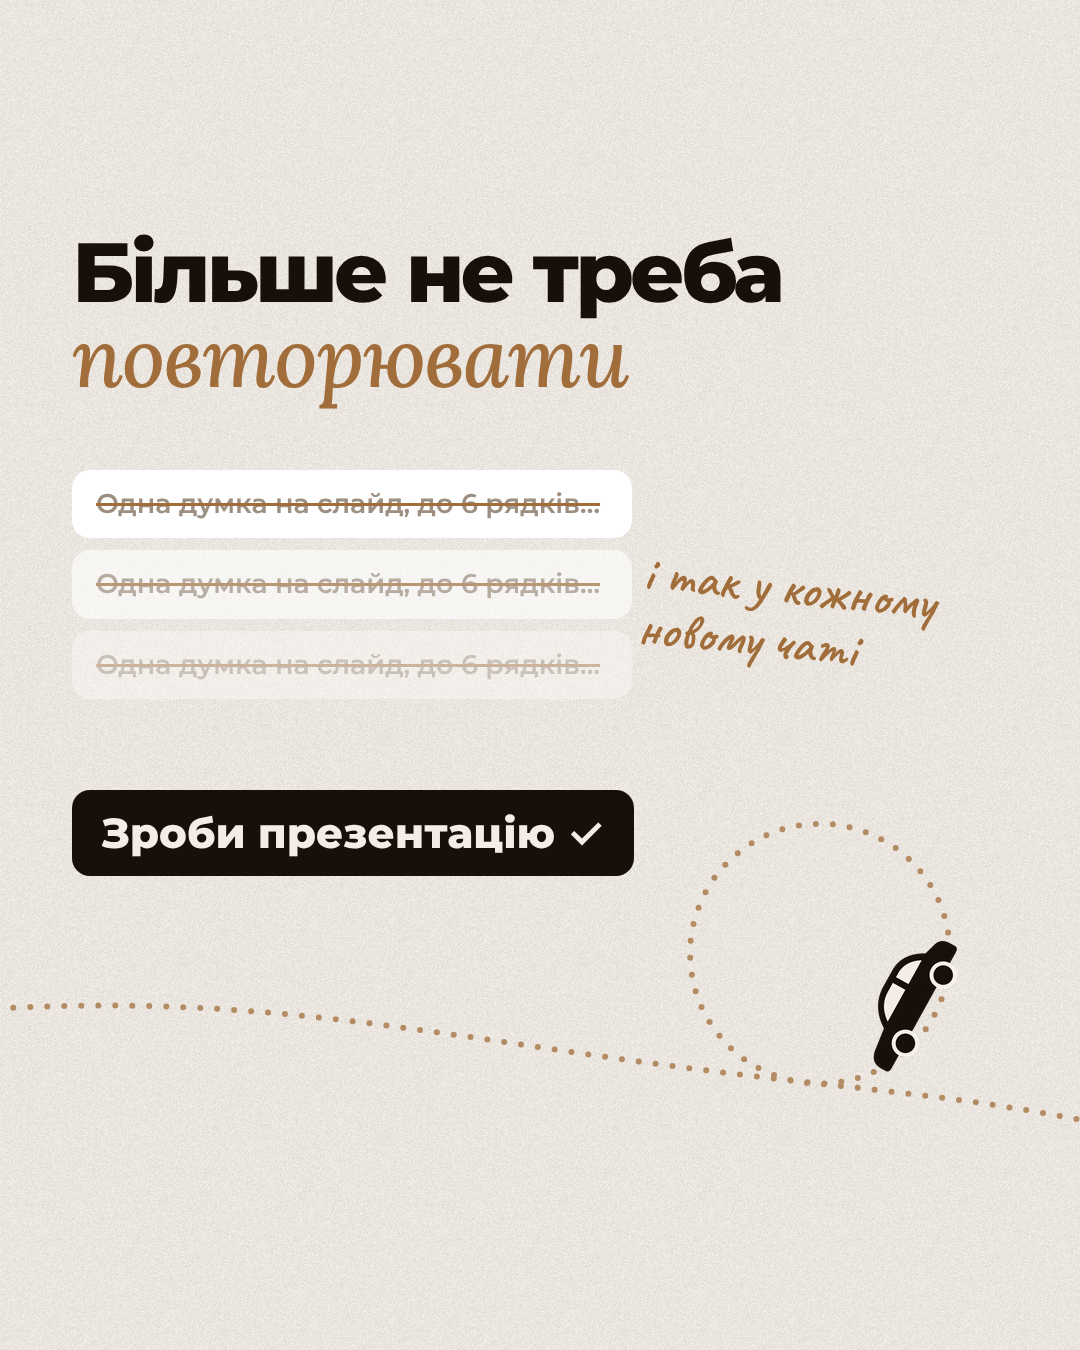 Більше не треба
повторювати
Одна думка на слайд, до 6 рядків...
Одна думка на слайд, до 6 рядків...
і так у кожному
новому чаті
Одна думка на слайд, до 6 рядків...
Зроби презентацію ✓